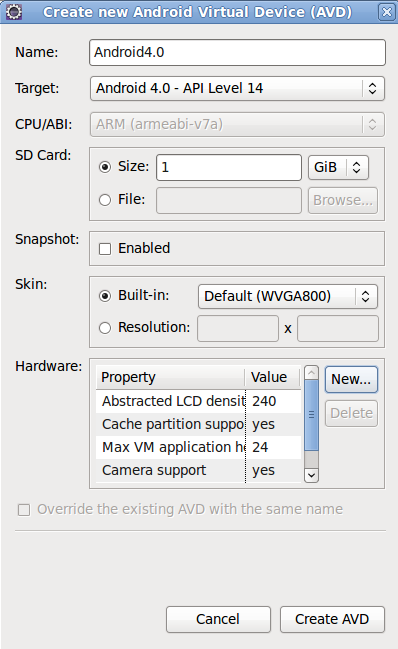 Create new Android Virtual Device (AVD)
Name: Android4.0
Target: Android 4.0 - API Level 14
CPU/ABI: ARM (armeabi-v7a)
SD Card:
Size: 1 GiB
File: Browse...
Snapshot: Enabled
Skin:
Built-in: Default (WVGA800)
Resolution: x
Hardware:
Property Value New...
Abstracted LCD densit 240
Delete
Cache partition suppo yes
Max VM application h 24
Camera support yes
Override the existing AVD with the same name
Cancel Create AVD